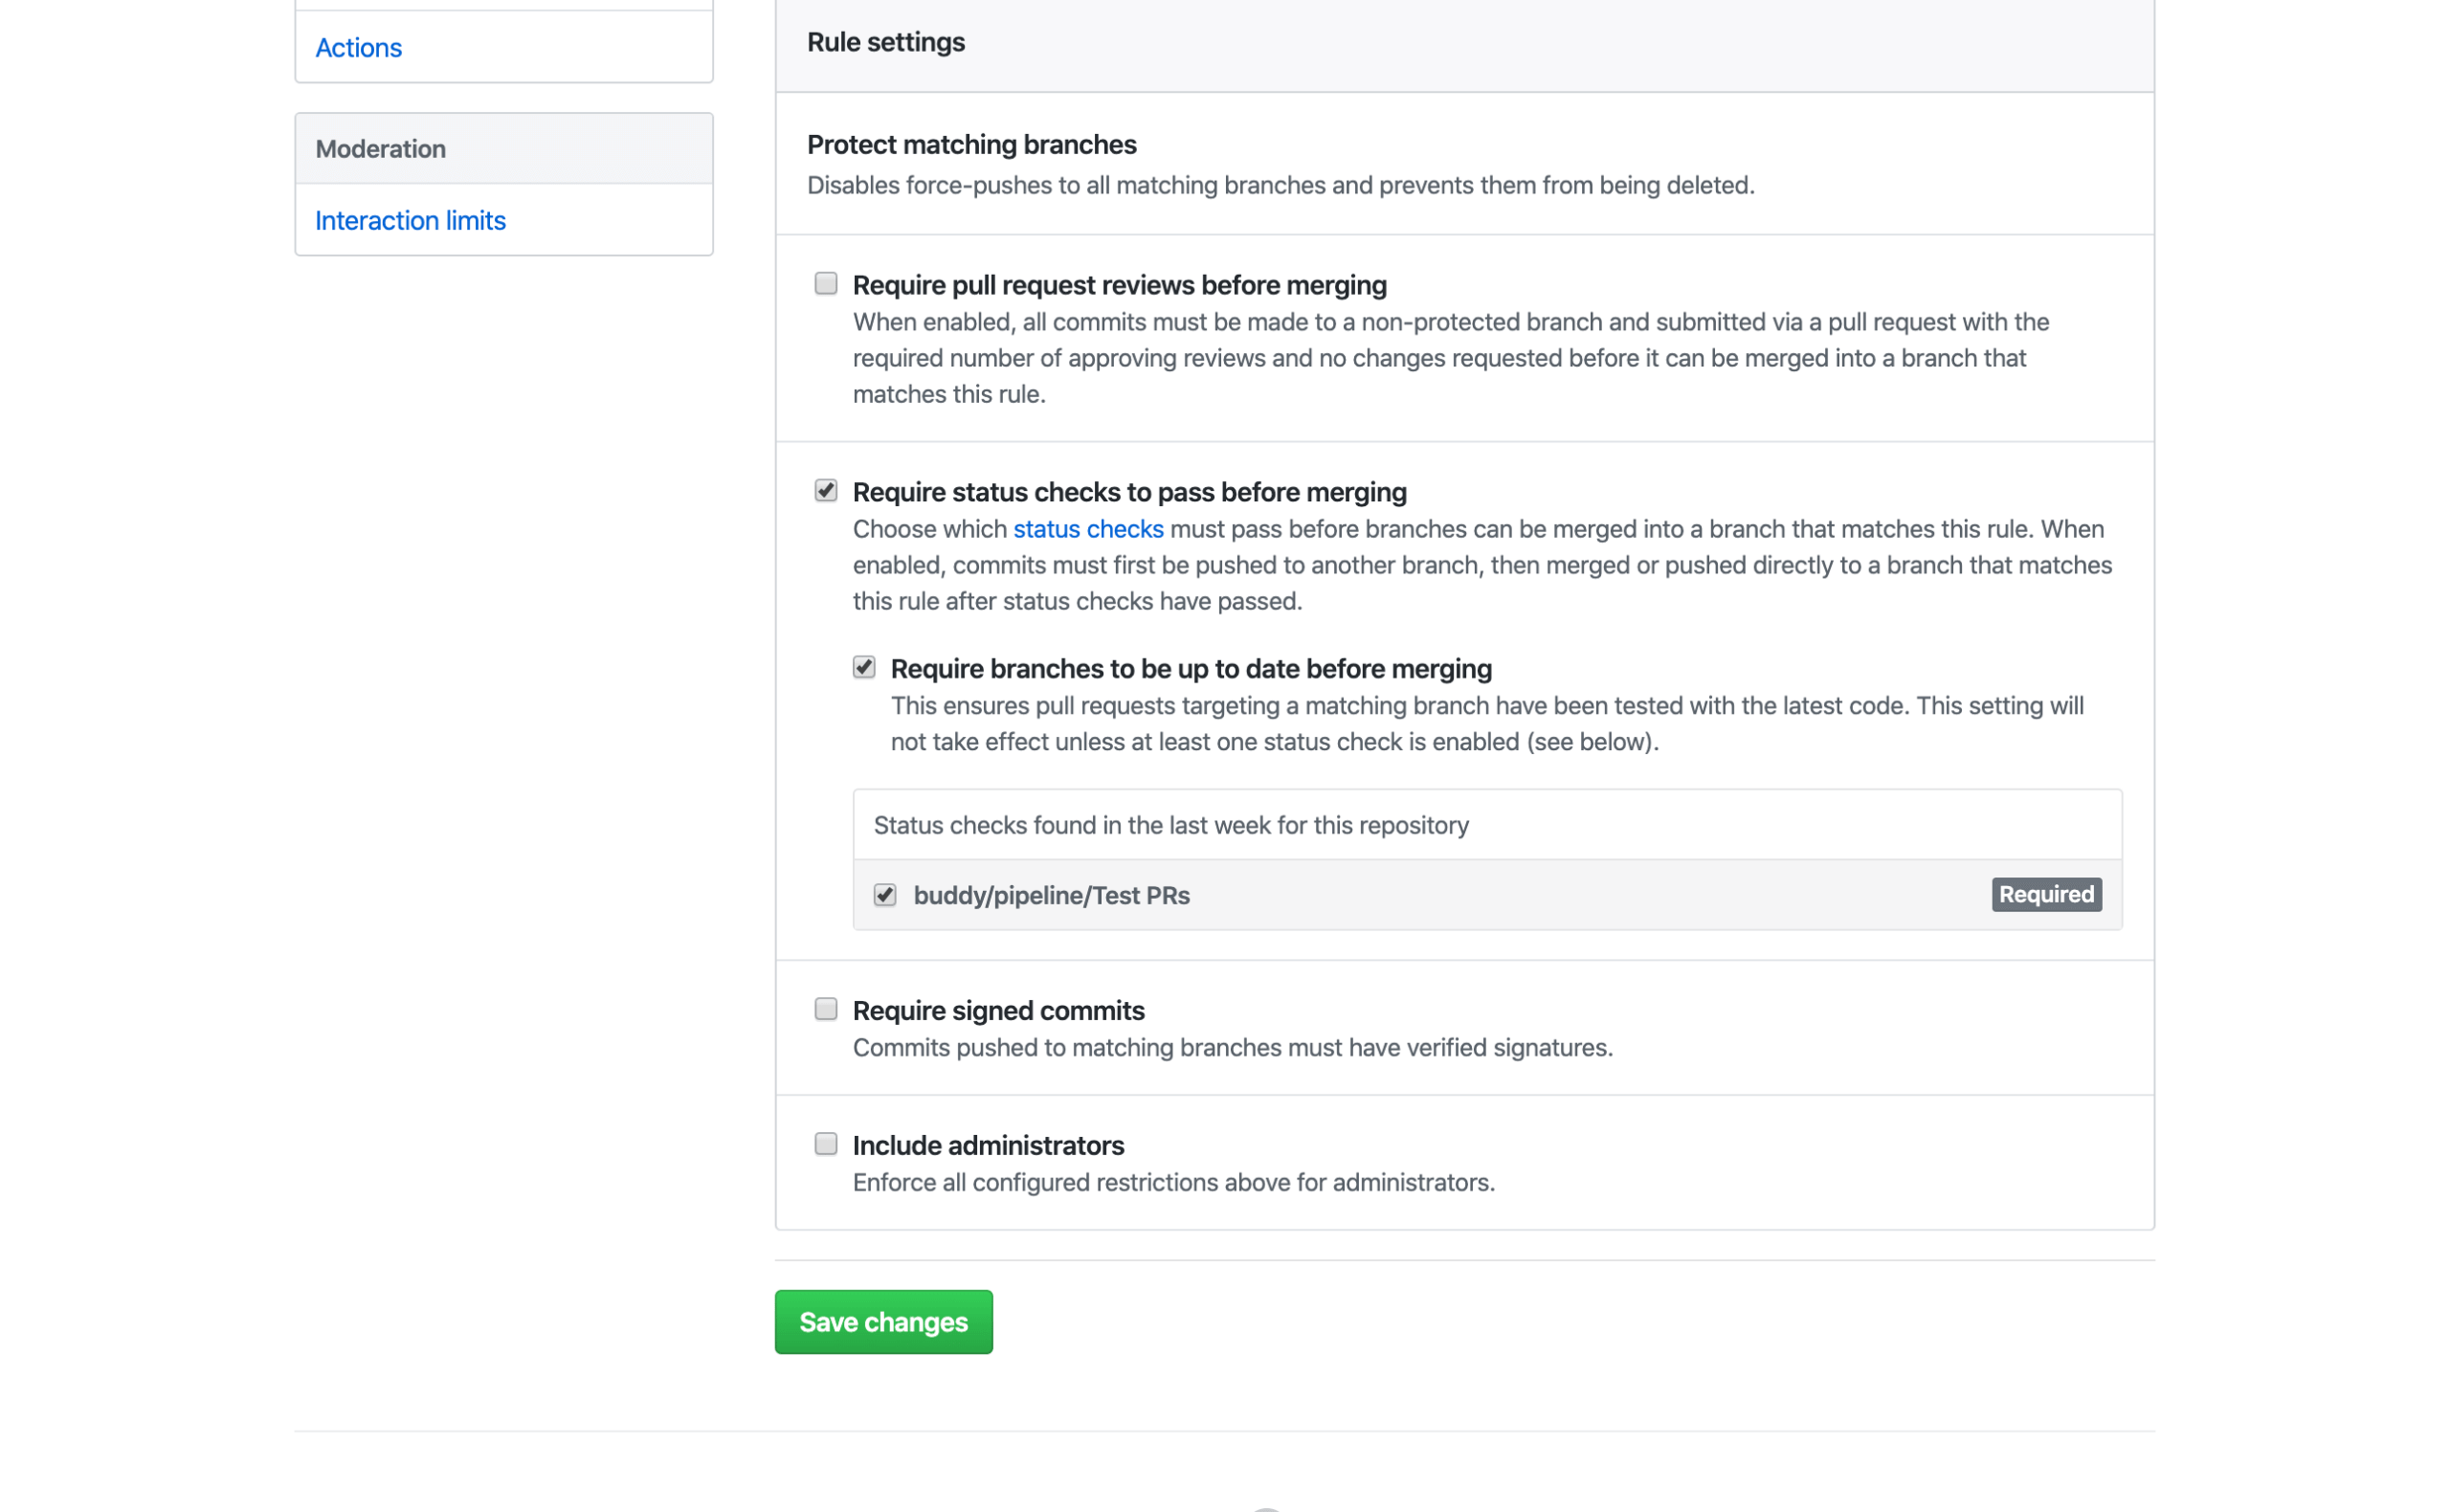 Actions
Moderation
Interaction limits
Rule settings
Protect matching branches
Disables force-pushes to all matching branches and prevents them from being deleted.
Require pull request reviews before merging
When enabled, all commits must be made to a non-protected branch and submitted via a pull request with the
required number of approving reviews and no changes requested before it can be merged into a branch that
matches this rule.
Require status checks to pass before merging
Choose which status checks must pass before branches can be merged into a branch that matches this rule. When
enabled, commits must first be pushed to another branch, then merged or pushed directly to a branch that matches
this rule after status checks have passed.
Require branches to be up to date before merging
This ensures pull requests targeting a matching branch have been tested with the latest code. This setting will
not take effect unless at least one status check is enabled (see below).
Status checks found in the last week for this repository
buddy/pipeline/Test PRs Required
Require signed commits
Commits pushed to matching branches must have verified signatures.
Include administrators
Enforce all configured restrictions above for administrators.
Save changes